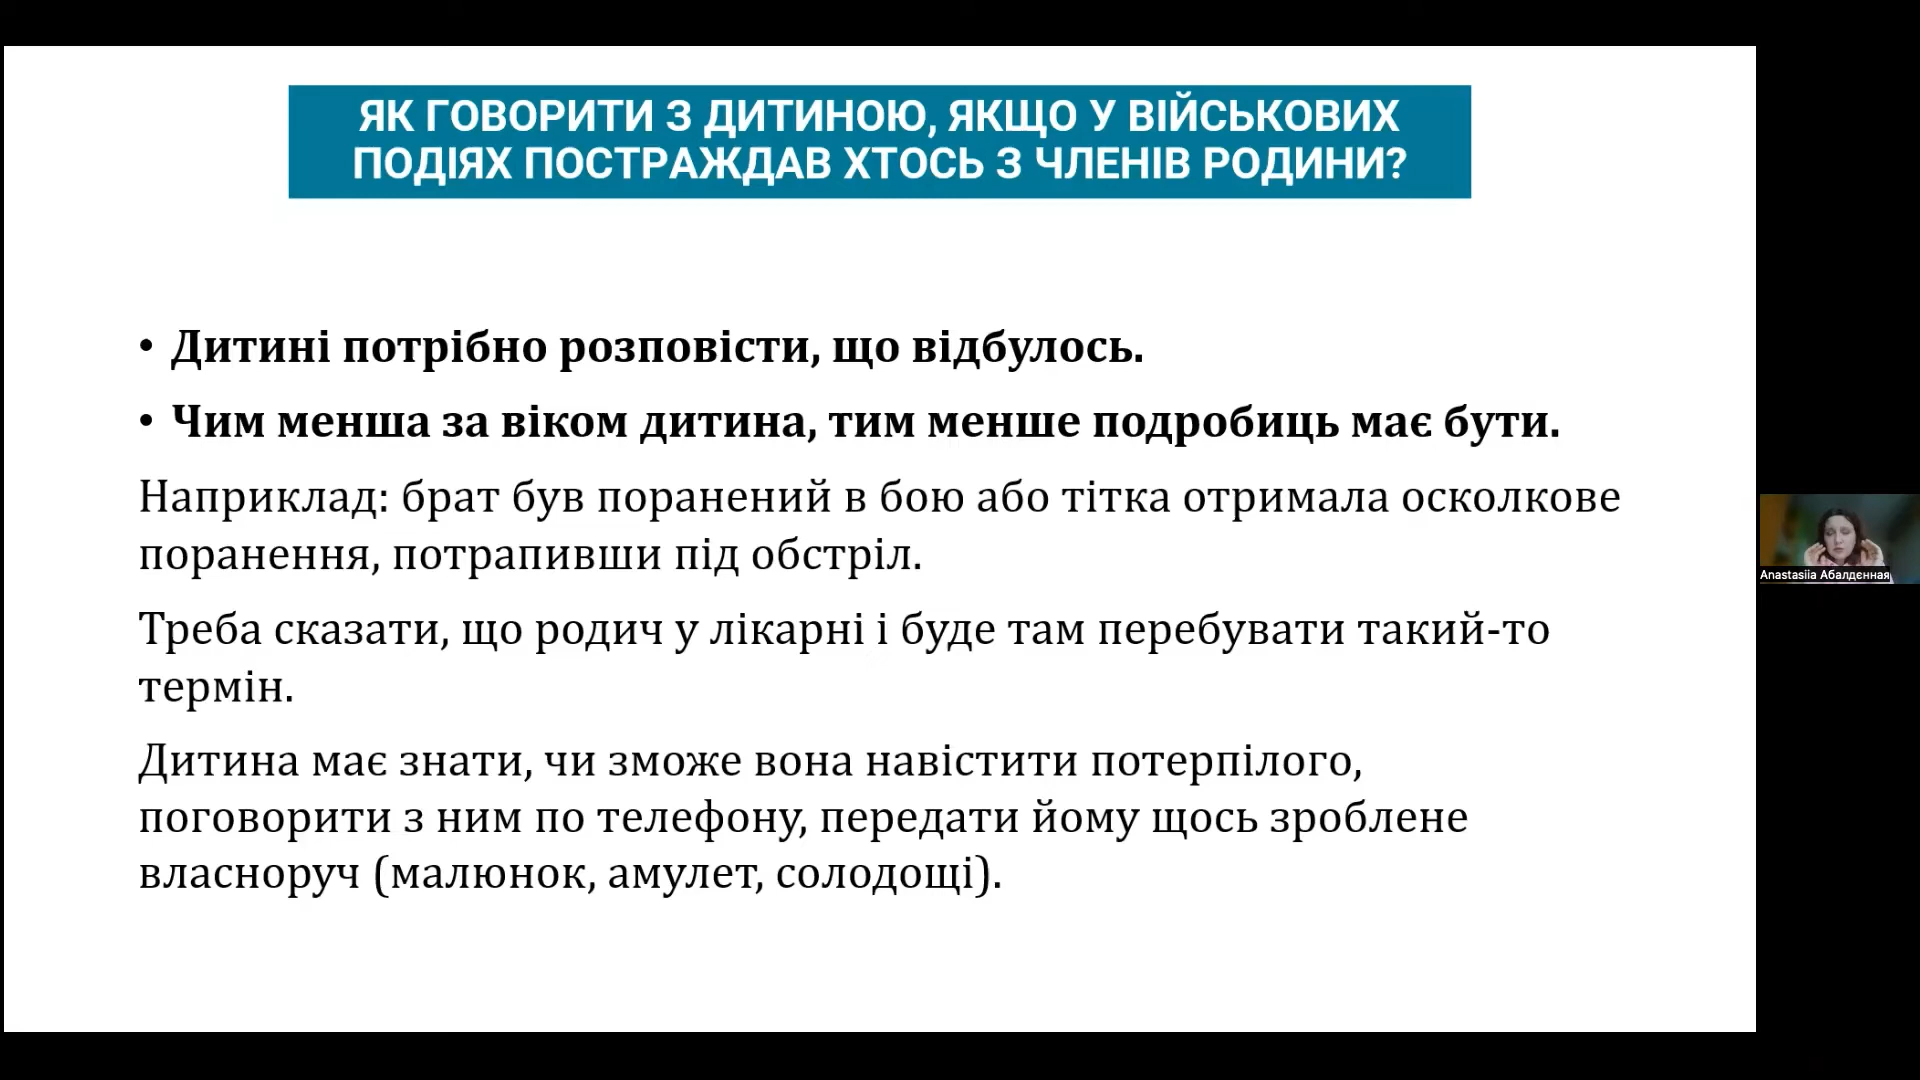 ЯК ГОВОРИТИ З ДИТИНОЮ, ЯКЩО У ВІЙСЬКОВИХ
ПОДІЯХ ПОСТРАЖДАВ ХТОСЬ З ЧЛЕНІВ РОДИНИ?
• Дитині потрібно розповісти, що відбулось.
• Чим менша за віком дитина, тим менше подробиць має бути.
Наприклад: брат був поранений в бою або тітка отримала осколкове
поранення, потрапивши під обстріл.
Треба сказати, що родич у лікарні і буде там перебувати такий-то
термін.
Дитина має знати, чи зможе вона навістити потерпілого,
поговорити з ним по телефону, передати йому щось зроблене
власноруч (малюнок, амулет, солодощі).
Anastasiia Абалдєнная